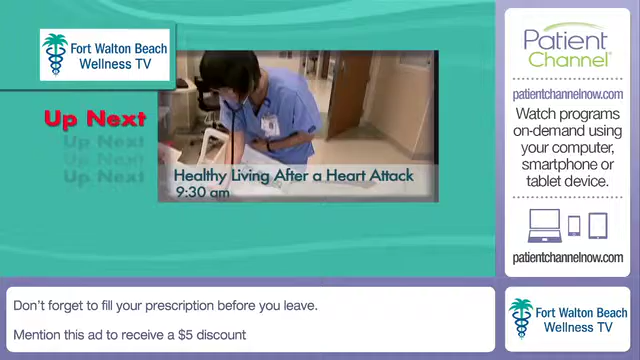 Fort Walton Beach
Wellness TV
Up Next
Up Next
Up Next
Up Next
Healthy Living After a Heart Attack
9:30 am
Patient
Channel
patientchannelnow.com
Watch programs
on-demand using
your computer,
smartphone or
tablet device.
patientchannelnow.com
Don't forget to fill your prescription before you leave.
Mention this ad to receive a $5 discount
Fort Walton Beach
Wellness TV